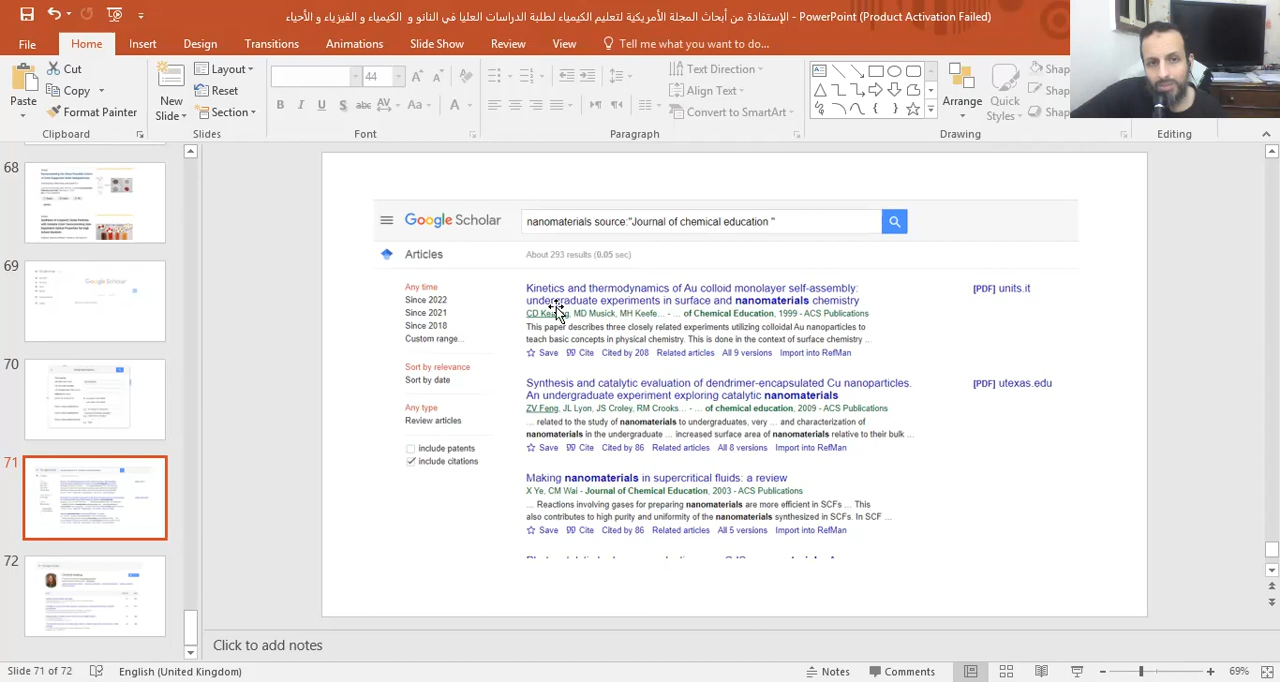 الإستفادة من أبحاث المجلة الأمريكية لتعليم الكيمياء لطلبة الدراسات العليا في النانو و الكيمياء و الفيزياء و الأحياء - PowerPoint (Product Activation Failed)
File Home Insert Design Transitions Animations Slide Show Review View Tell me what you want to do...
Paste
Cut
Copy
Format Painter
New Slide
Layout
Reset
Section
44
B I U S abc AV Aa A
Text Direction
Align Text
Convert to SmartArt
Arrange
Quick Styles
Clipboard Slides Font Paragraph Drawing Editing
68
69
70
71
72
Google Scholar
nanomaterials source:"Journal of chemical education "
Articles
About 293 results (0.05 sec)
Any time
Since 2022
Since 2021
Since 2018
Custom range...
Sort by relevance
Sort by date
Any type
Review articles
include patents
include citations
Kinetics and thermodynamics of Au colloid monolayer self-assembly:
undergraduate experiments in surface and nanomaterials chemistry
MD Musick, MH Keefe... - ... of Chemical Education, 1999 - ACS Publications
This paper describes three closely related experiments utilizing colloidal Au nanoparticles to
teach basic concepts in physical chemistry. This is done in the context of surface chemistry ...
Save Cite Cited by 208 Related articles All 9 versions Import into RefMan
[PDF] units.it
Synthesis and catalytic evaluation of dendrimer-encapsulated Cu nanoparticles.
An undergraduate experiment exploring catalytic nanomaterials
ZV Feng, JL Lyon, JS Croley, RM Crooks... - ... of chemical education, 2009 - ACS Publications
... related to the study of nanomaterials to undergraduates, very ... and characterization of
nanomaterials in the undergraduate ... increased surface area of nanomaterials relative to their bulk ...
Save Cite Cited by 86 Related articles All 8 versions Import into RefMan
[PDF] utexas.edu
Making nanomaterials in supercritical fluids: a review
X Ye, CM Wai - Journal of Chemical Education, 2003 - ACS Publications
... Reactions involving gases for preparing nanomaterials are more efficient in SCFs ... This
also contributes to high purity and uniformity of the nanomaterials synthesized in SCFs. In SCF ...
Save Cite Cited by 86 Related articles All 5 versions Import into RefMan
Click to add notes
Slide 71 of 72 English (United Kingdom) Notes Comments 69%